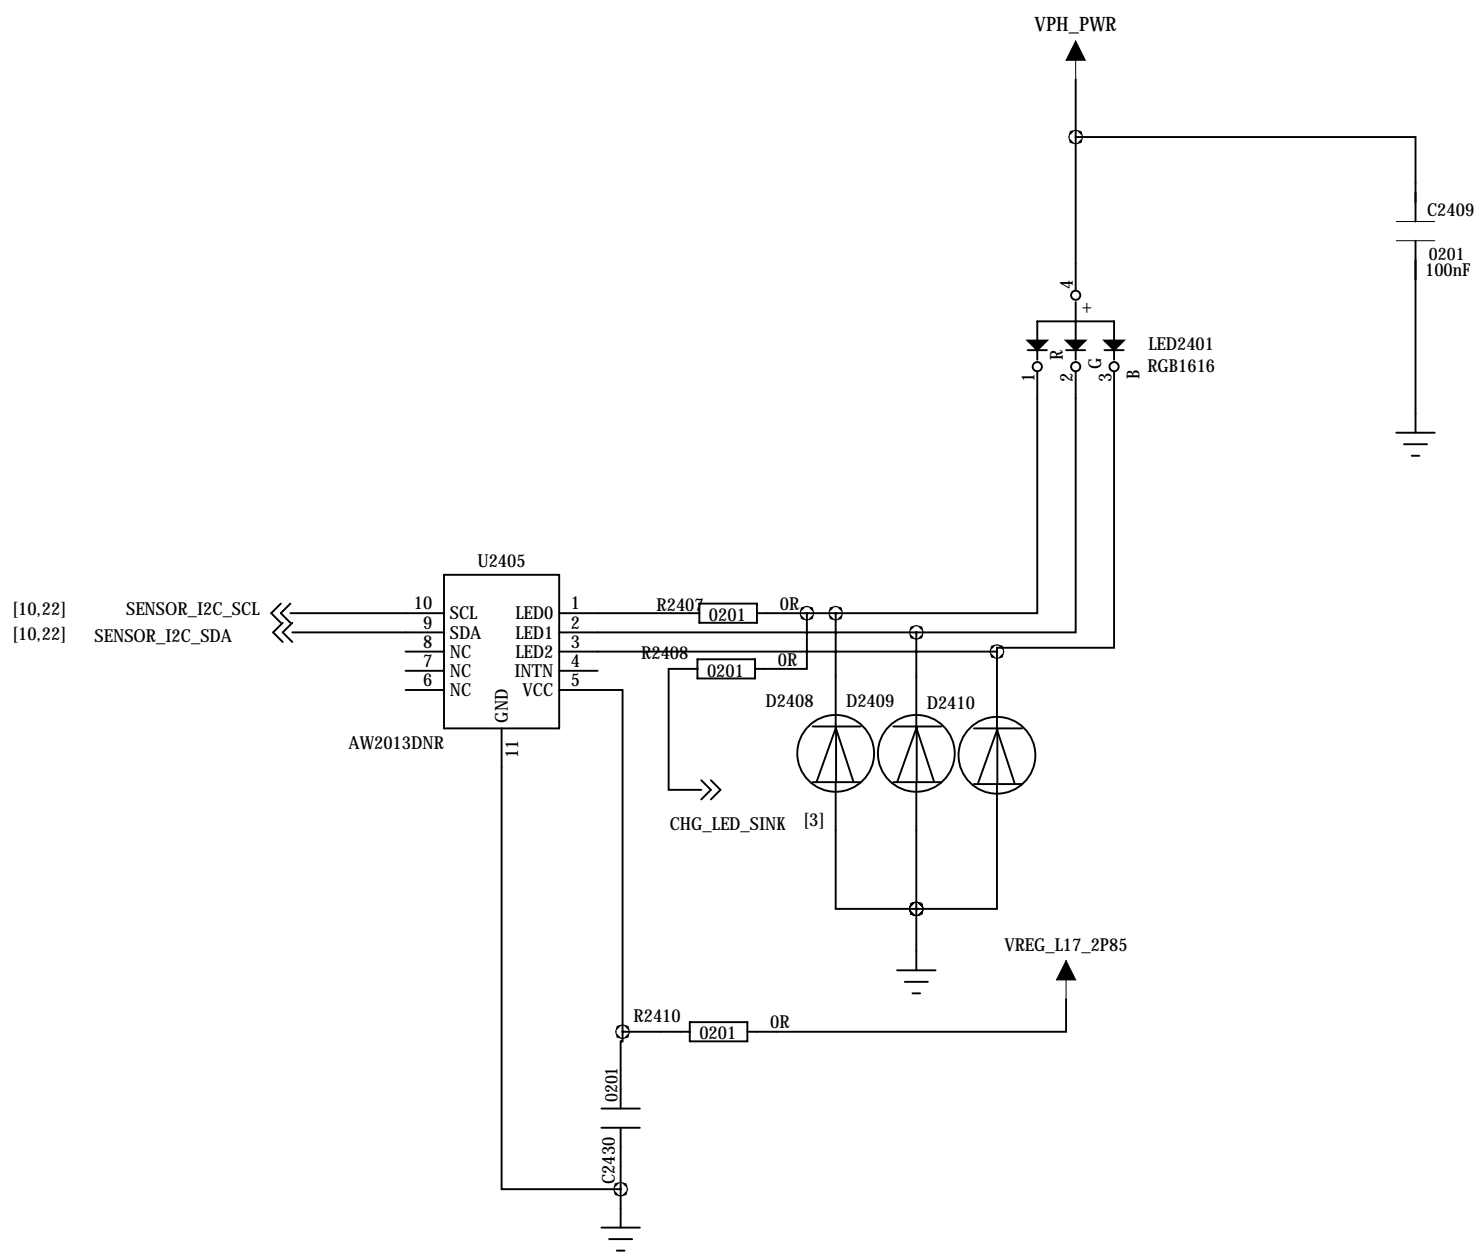 VPH_PWR
C2409
0201
100nF
4
+
LED2401
RGB1616
R
G
B
1
2
3
U2405
[10,22] SENSOR_I2C_SCL
[10,22] SENSOR_I2C_SDA
10 SCL LED0 1
9 SDA LED1 2
8 NC LED2 3
7 NC INTN 4
6 NC VCC 5
GND
11
AW2013DNR
R2407 0201 0R
R2408 0201 0R
D2408 D2409 D2410
CHG_LED_SINK [3]
VREG_L17_2P85
R2410 0201 0R
0201
C2430